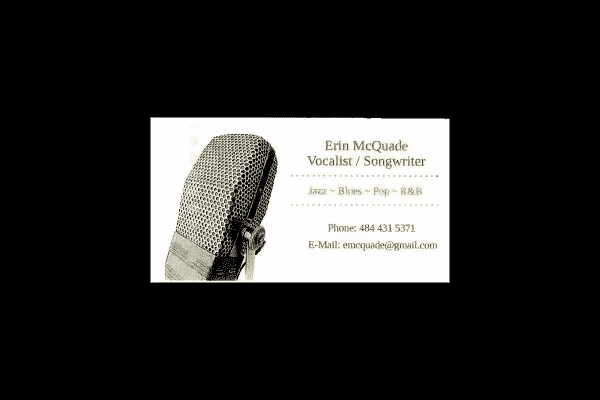 Erin McQuade
Vocalist / Songwriter
Jazz ~ Blues ~ Pop ~ R&B
Phone: 484 431 5371
E-Mail: emcquade@gmail.com